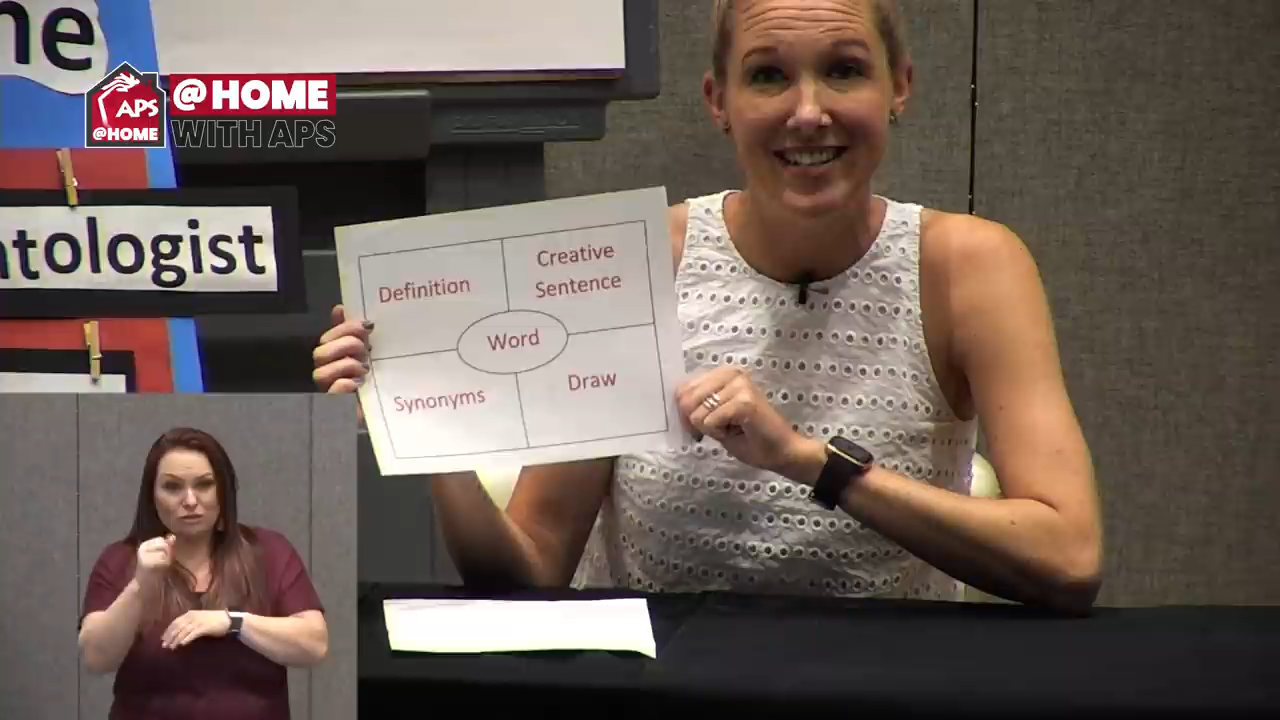 ne
APS
@HOME
@HOME
WITH APS
atologist
Definition
Creative
Sentence
Word
Synonyms
Draw